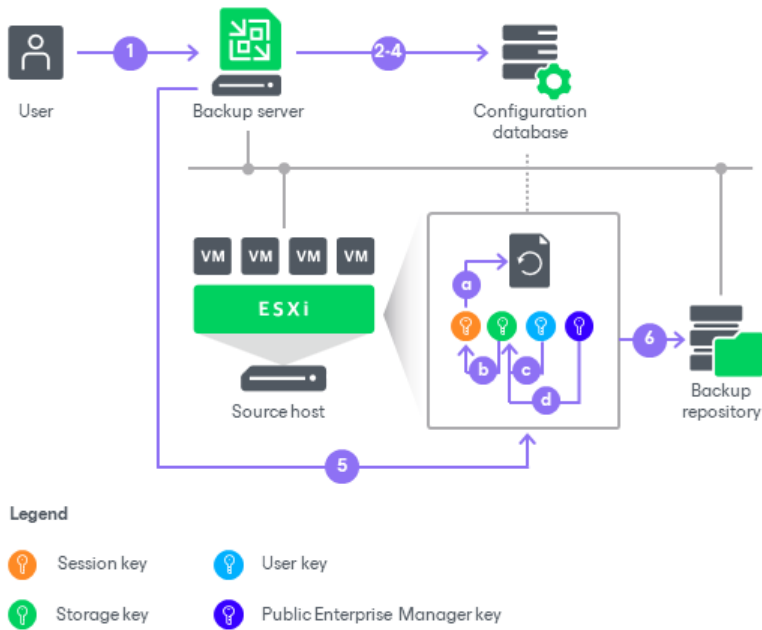 1
2-4
User
Backup server
Configuration
database
VM
VM
VM
VM
ESXi
Source host
a
b
c
d
6
Backup
repository
5
Legend
Session key
User key
Storage key
Public Enterprise Manager key